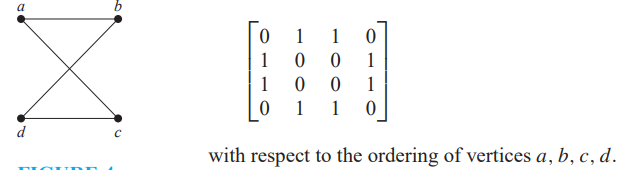 a b
d c
0 1 1 0
1 0 0 1
1 0 0 1
0 1 1 0
with respect to the ordering of vertices a, b, c, d.